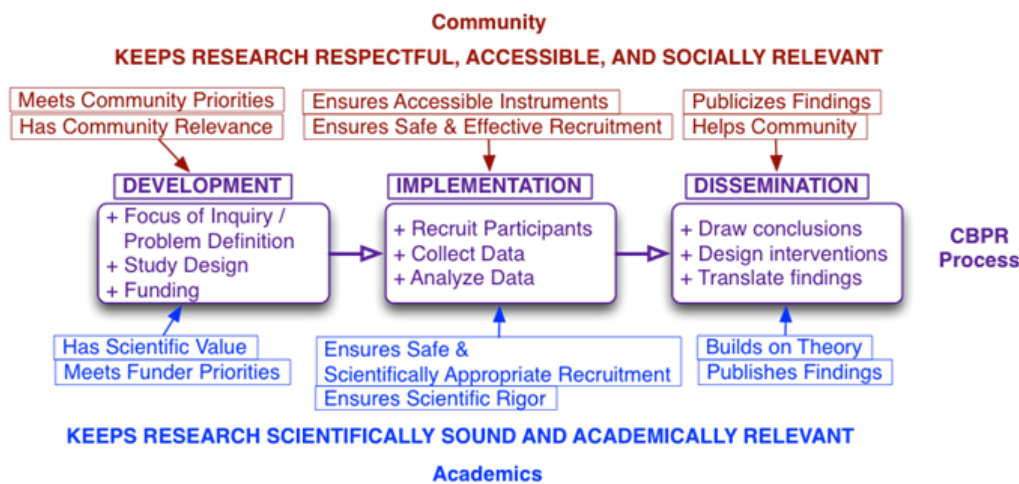 Community
KEEPS RESEARCH RESPECTFUL, ACCESSIBLE, AND SOCIALLY RELEVANT
Meets Community Priorities
Has Community Relevance
Ensures Accessible Instruments
Ensures Safe & Effective Recruitment
Publicizes Findings
Helps Community
DEVELOPMENT
+ Focus of Inquiry /
Problem Definition
+ Study Design
+ Funding
IMPLEMENTATION
+ Recruit Participants
+ Collect Data
+ Analyze Data
DISSEMINATION
+ Draw conclusions
+ Design interventions
+ Translate findings
CBPR
Process
Has Scientific Value
Meets Funder Priorities
Ensures Safe &
Scientifically Appropriate Recruitment
Ensures Scientific Rigor
Builds on Theory
Publishes Findings
KEEPS RESEARCH SCIENTIFICALLY SOUND AND ACADEMICALLY RELEVANT
Academics